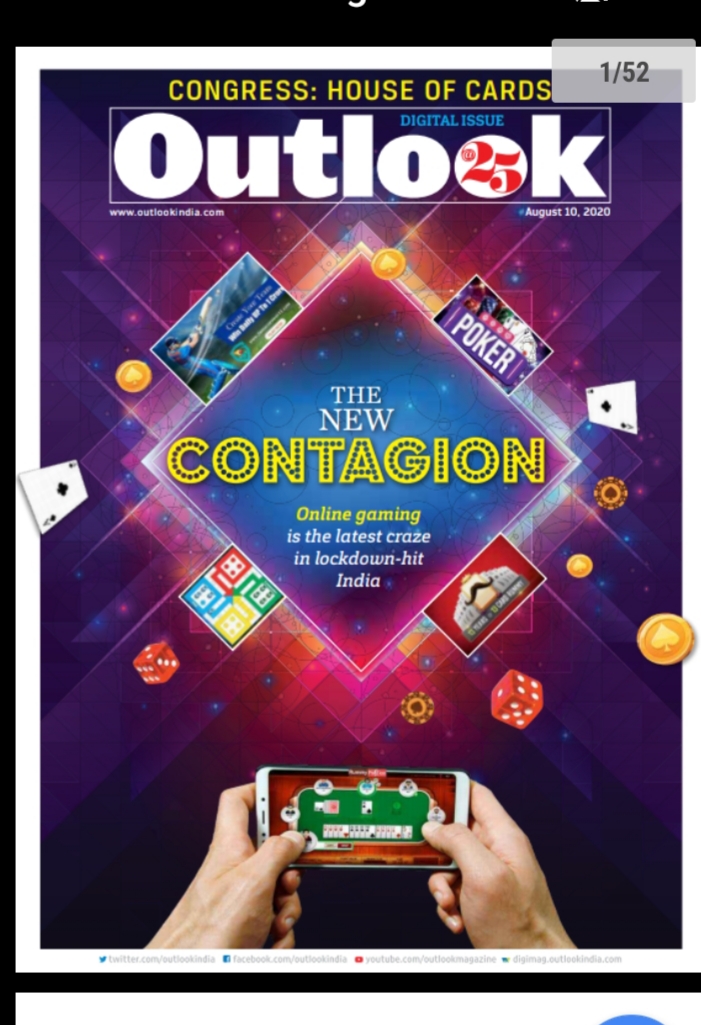 1/52
CONGRESS: HOUSE OF CARDS
DIGITAL ISSUE
Outlook
@25
www.outlookindia.com
August 10, 2020
POKER
THE
NEW
CONTAGION
Online gaming
is the latest craze
in lockdown-hit
India
twitter.com/outlookindia facebook.com/outlookindia youtube.com/outlookmagazine digimag.outlookindia.com